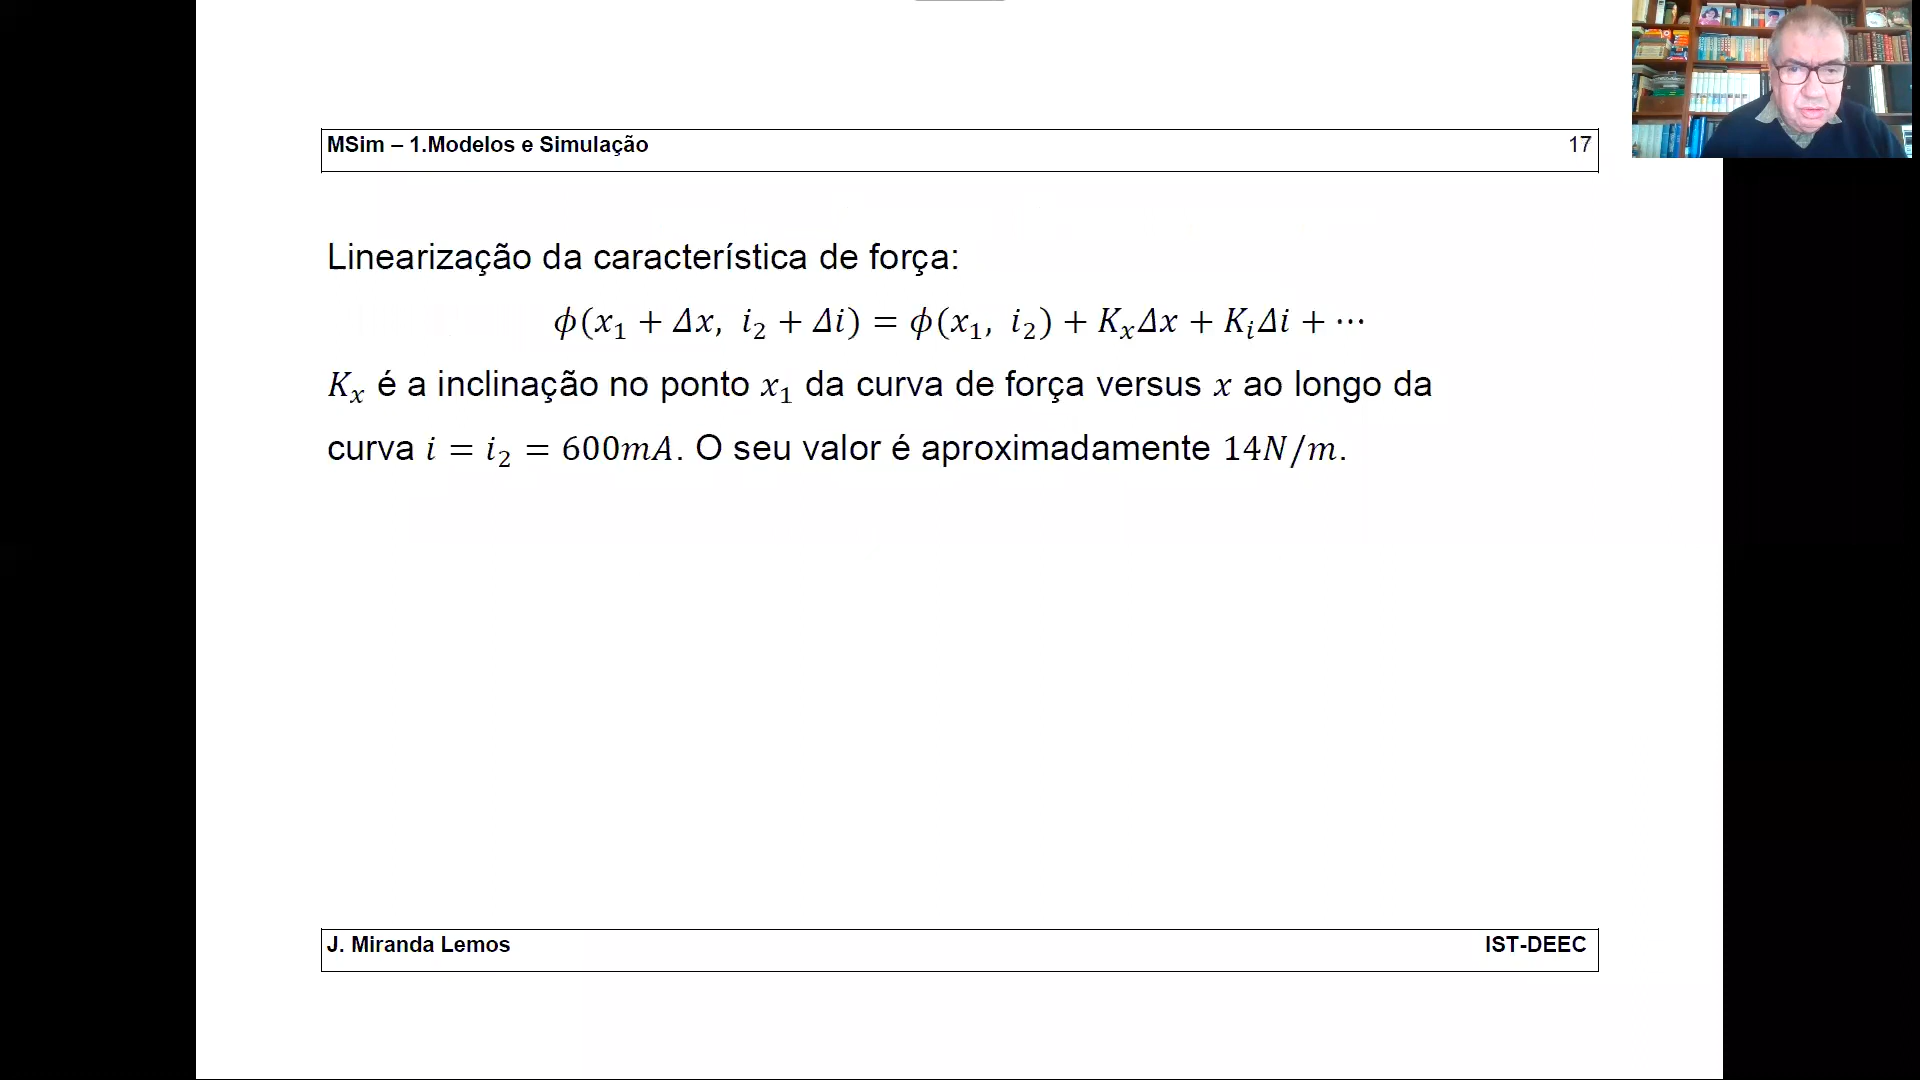 MSim – 1.Modelos e Simulação 17
Linearização da característica de força:
𝜙(𝑥₁ + 𝛥𝑥, 𝑖₂ + 𝛥𝑖) = 𝜙(𝑥₁, 𝑖₂) + 𝐾ₓ𝛥𝑥 + 𝐾ᵢ𝛥𝑖 + ⋯
𝐾ₓ é a inclinação no ponto 𝑥₁ da curva de força versus 𝑥 ao longo da
curva 𝑖 = 𝑖₂ = 600𝑚𝐴. O seu valor é aproximadamente 14𝑁/𝑚.
J. Miranda Lemos IST-DEEC